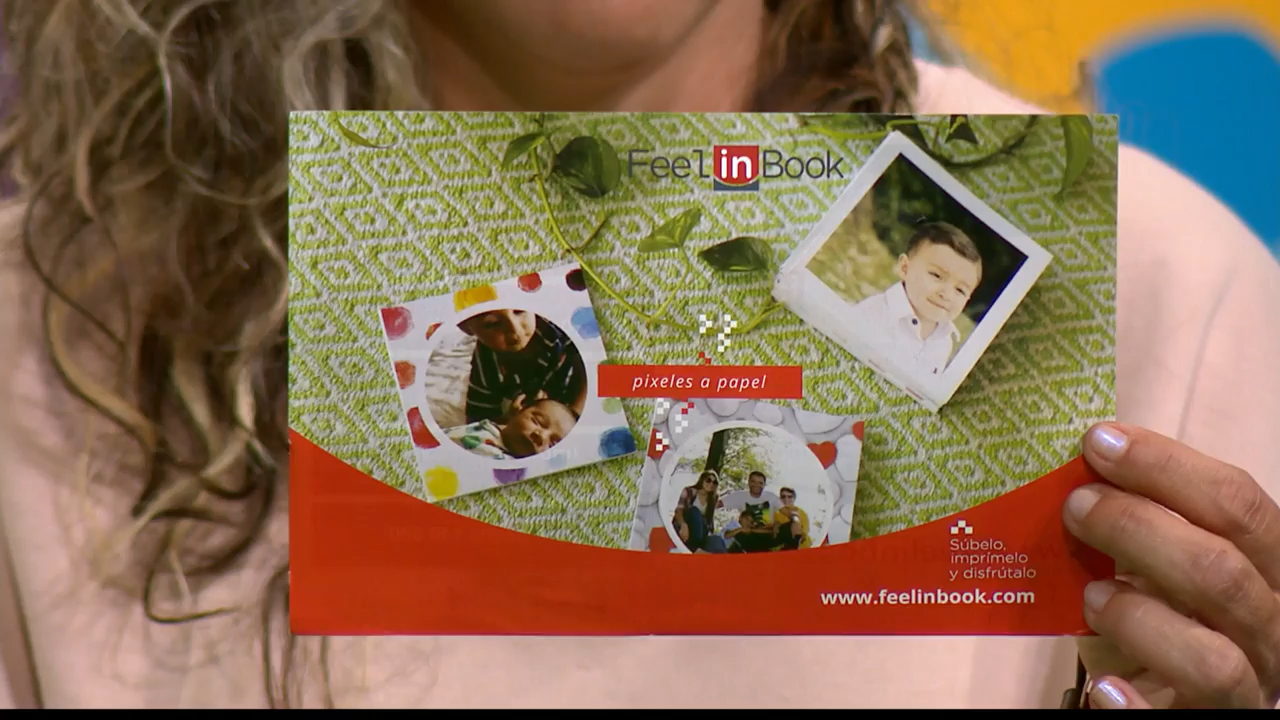 Feel in Book
pixeles a papel
Súbelo,
imprímelo
y disfrútalo
www.feelinbook.com